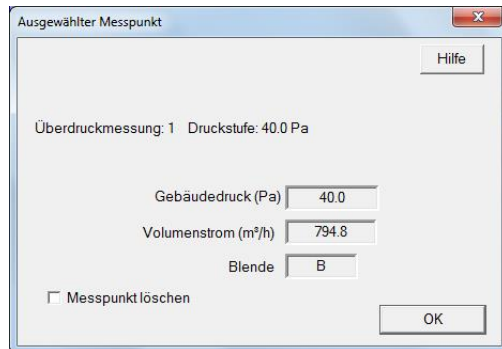 Ausgewählter Messpunkt
Hilfe
Überdruckmessung: 1 Druckstufe: 40.0 Pa
Gebäudedruck (Pa) 40.0
Volumenstrom (m³/h) 794.8
Blende B
Messpunkt löschen
OK